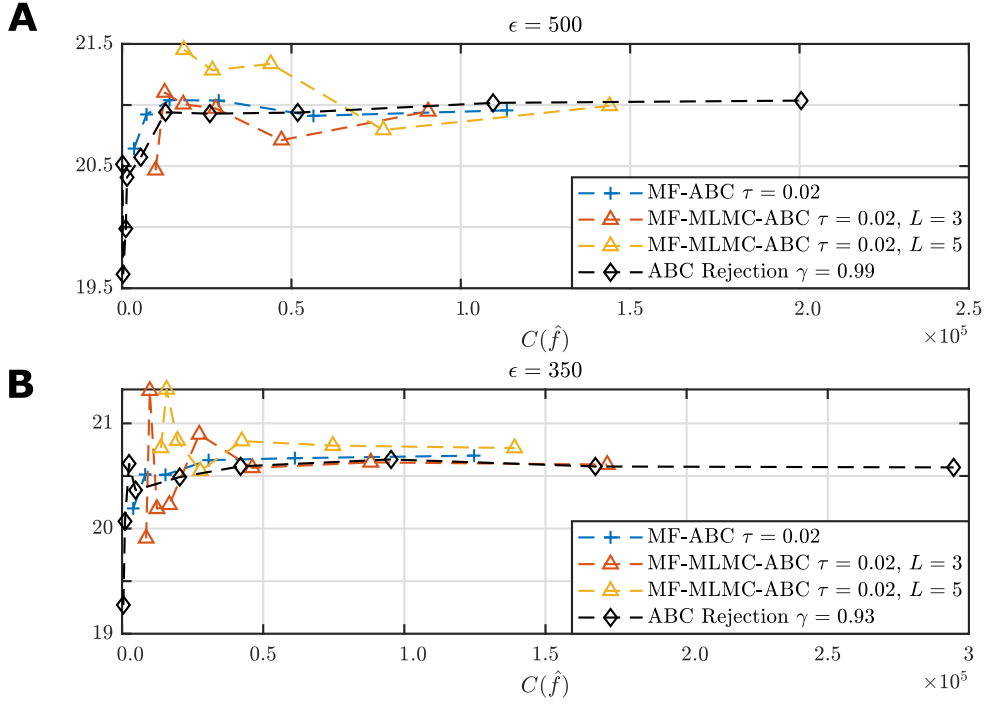 A
ϵ = 500
21.5
21.0
20.5
20.0
19.5
0.0 0.5 1.0 1.5 2.0 2.5
×10⁵
C(f̂)
MF-ABC τ = 0.02
MF-MLMC-ABC τ = 0.02, L = 3
MF-MLMC-ABC τ = 0.02, L = 5
ABC Rejection γ = 0.99
B
ϵ = 350
21
20.5
20
19
0.0 0.5 1.0 1.5 2.0 2.5 3
×10⁵
C(f̂)
MF-ABC τ = 0.02
MF-MLMC-ABC τ = 0.02, L = 3
MF-MLMC-ABC τ = 0.02, L = 5
ABC Rejection γ = 0.93